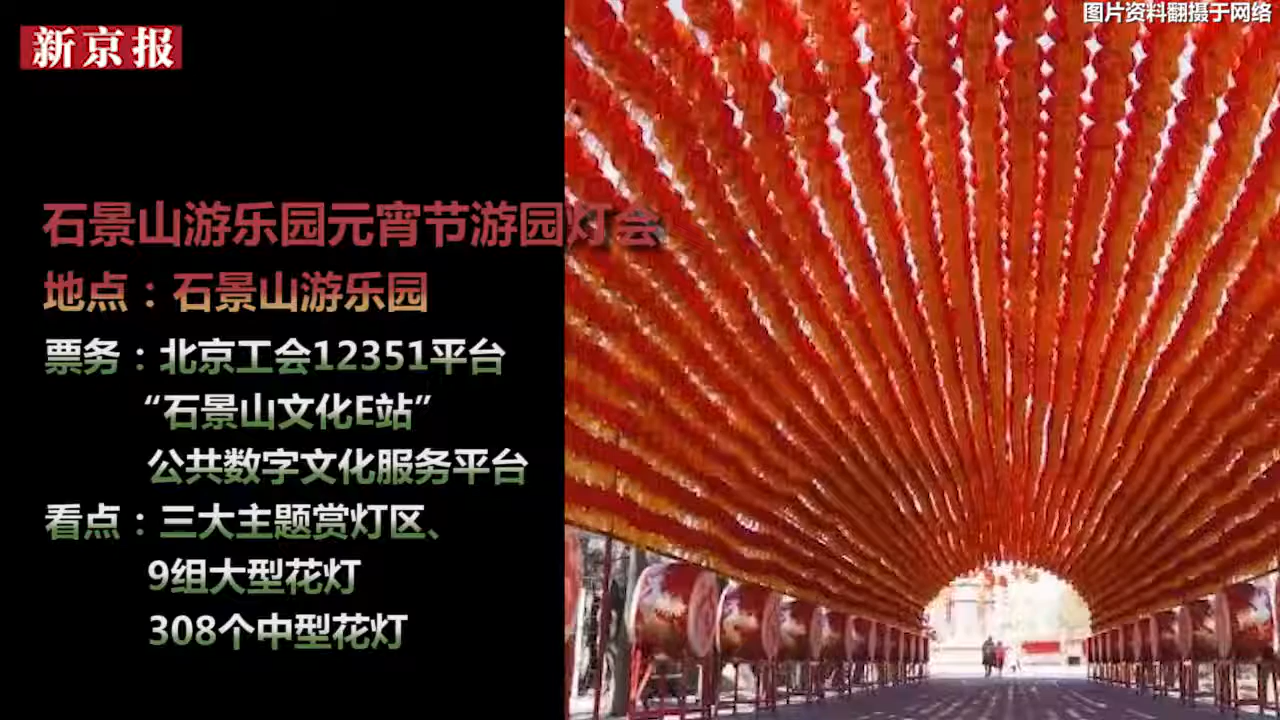 新京报
图片资料翻摄于网络
石景山游乐园元宵节游园灯会
地点：石景山游乐园
票务：北京工会12351平台
“石景山文化E站”
公共数字文化服务平台
看点：三大主题赏灯区、
9组大型花灯
308个中型花灯